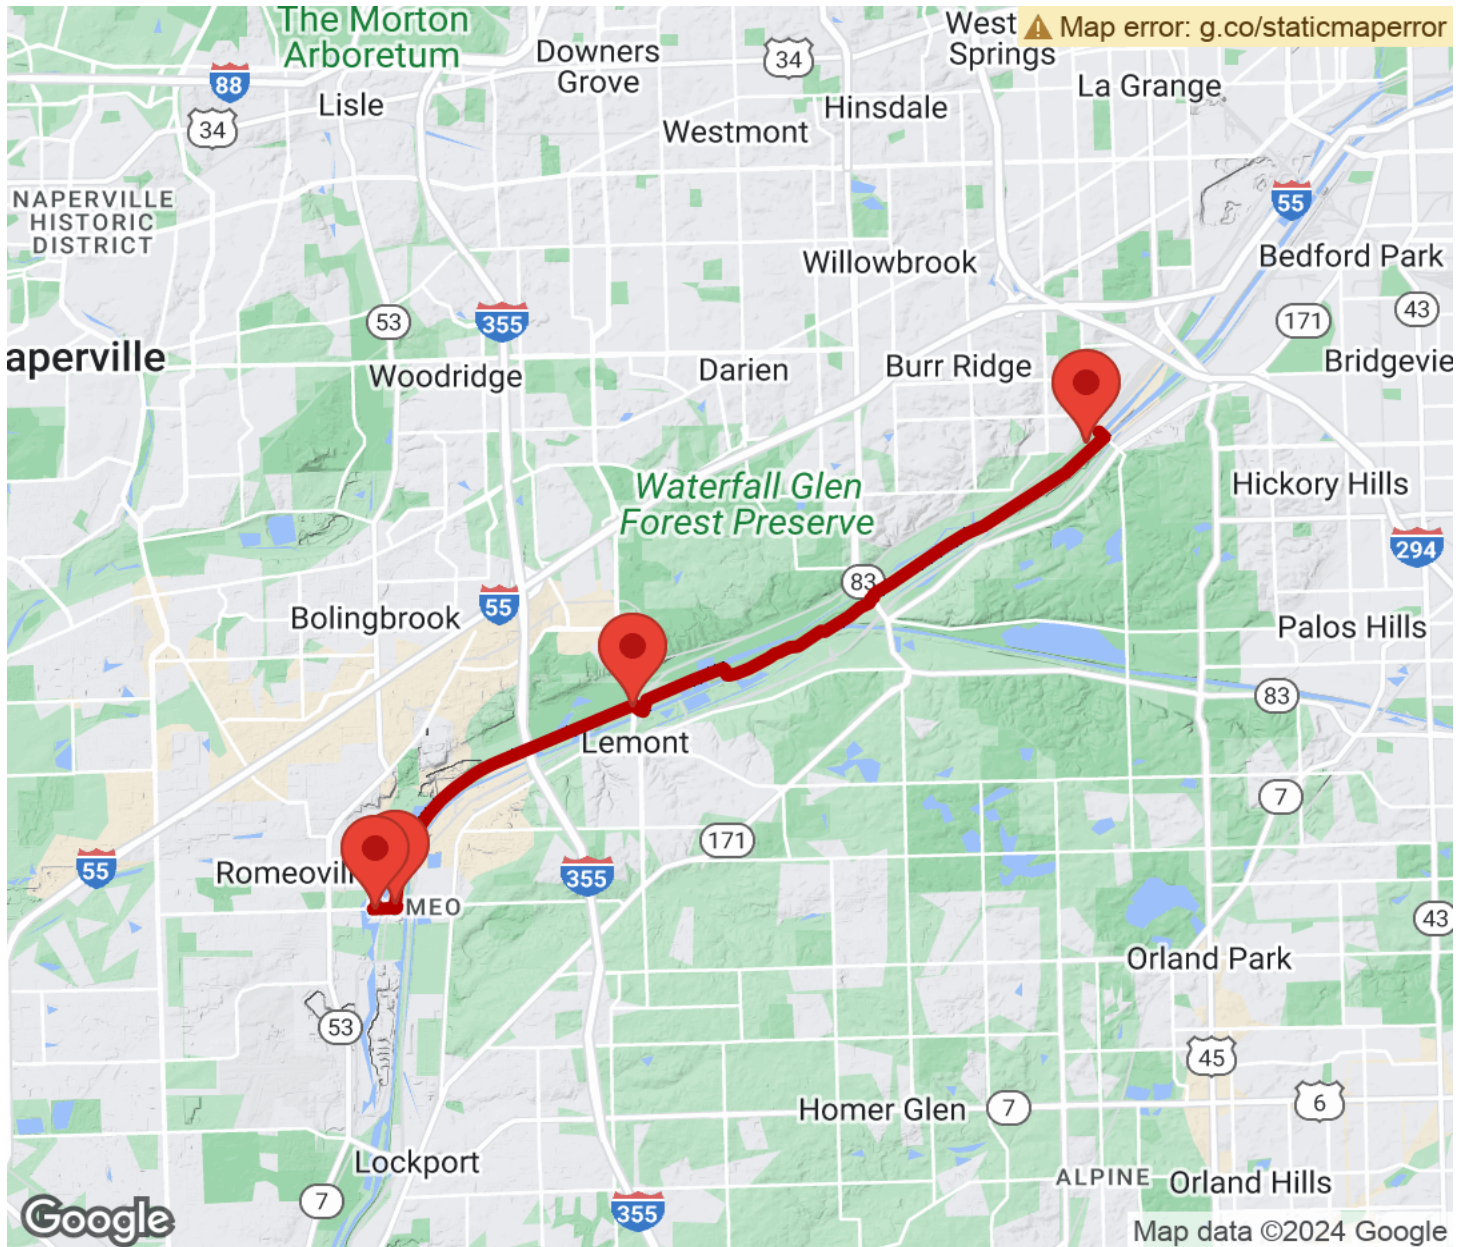 The Morton
Arboretum
Downers
Grove
34
West
Springs
Map error: g.co/staticmaperror
88
34
Lisle
Westmont
Hinsdale
La Grange
NAPERVILLE
HISTORIC
DISTRICT
55
Willowbrook
Bedford Park
53
355
171
43
aperville
Woodridge
Darien
Burr Ridge
Bridgevie
Waterfall Glen
Forest Preserve
Hickory Hills
294
83
55
Bolingbrook
Palos Hills
83
Lemont
7
171
55
Romeovill
355
MEO
43
Orland Park
53
45
Homer Glen
7
6
Lockport
ALPINE
Orland Hills
7
355
Google
Map data ©2024 Google